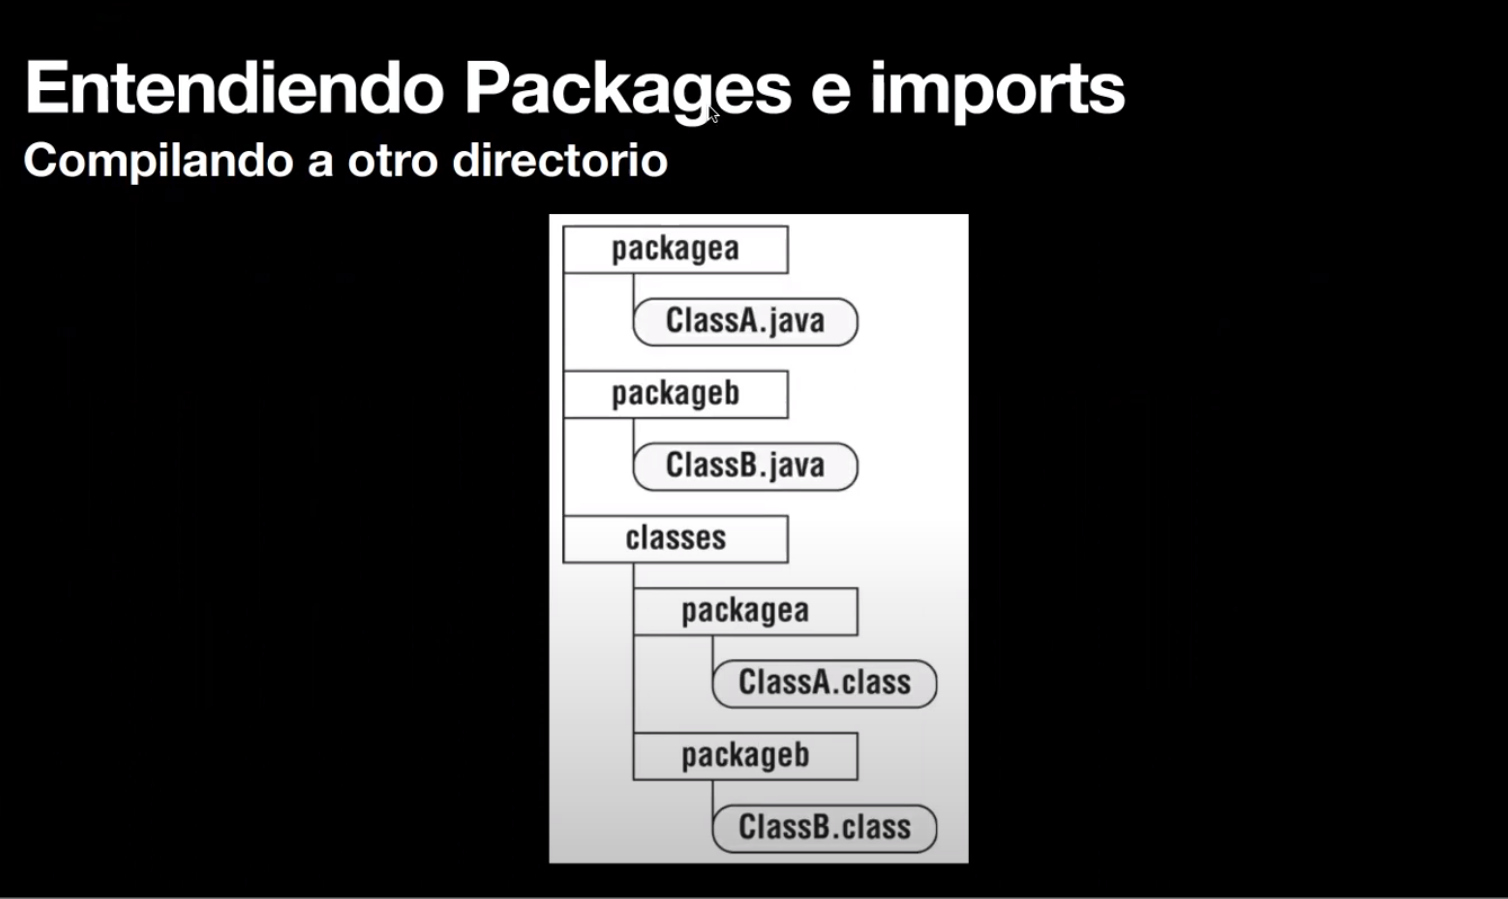 Entendiendo Packages e imports
Compilando a otro directorio
packagea
ClassA.java
packageb
ClassB.java
classes
packagea
ClassA.class
packageb
ClassB.class